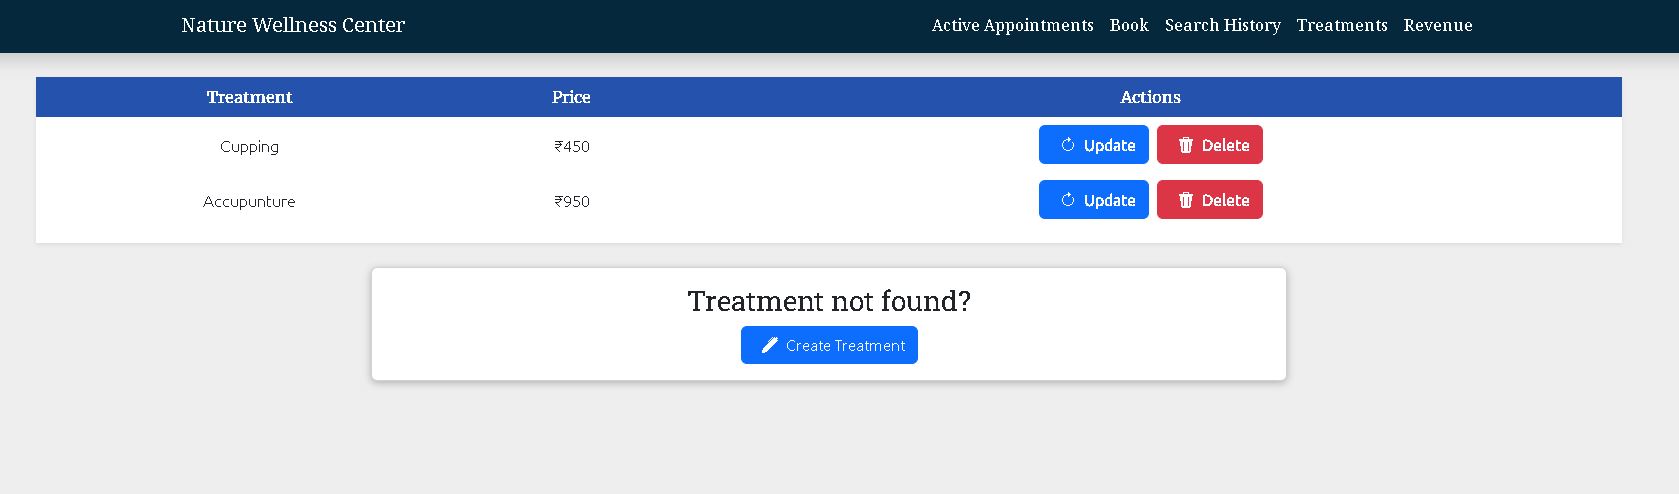 Nature Wellness Center Active Appointments Book Search History Treatments Revenue
Treatment Price Actions
Cupping ₹450 Update Delete
Accupunture ₹950 Update Delete
Treatment not found?
Create Treatment